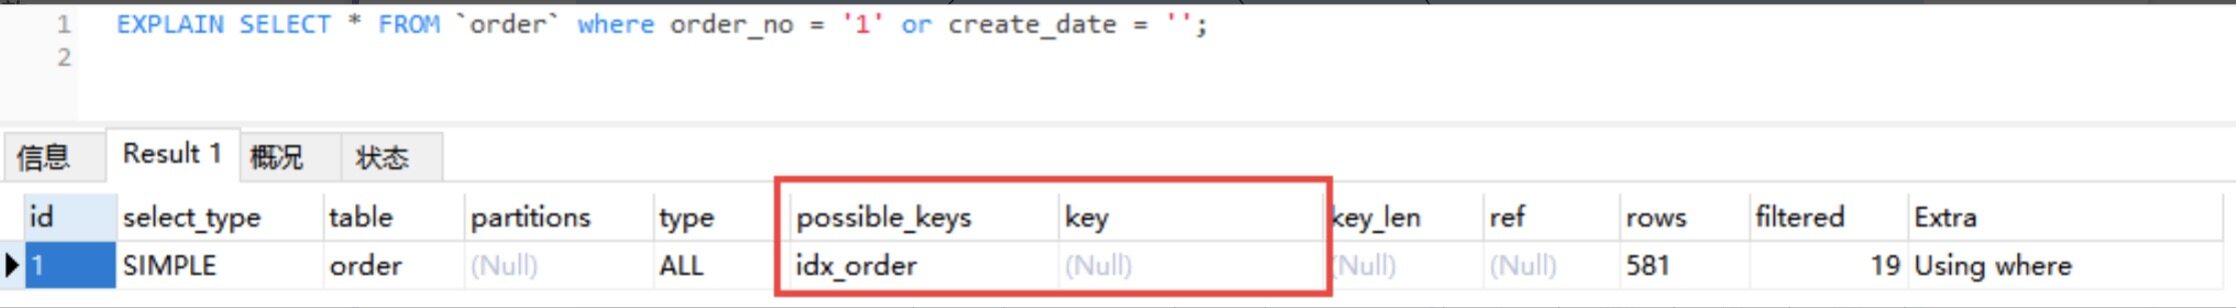 1 EXPLAIN SELECT * FROM `order` where order_no = '1' or create_date = '';
2
信息 Result 1 概况 状态
id select_type table partitions type possible_keys key key_len ref rows filtered Extra
1 SIMPLE order (Null) ALL idx_order (Null) (Null) (Null) 581 19 Using where